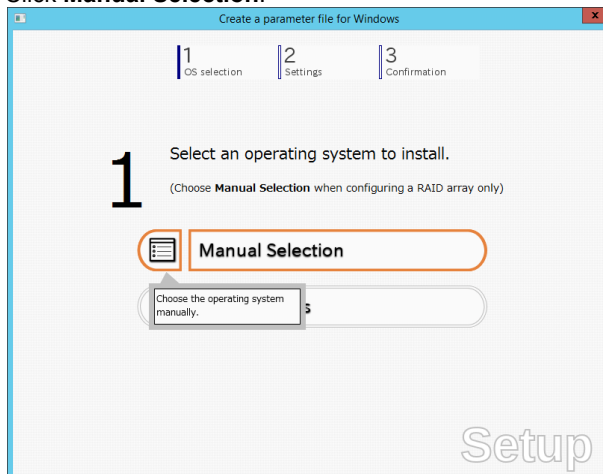 Click Manual Selection.
Create a parameter file for Windows
x
1
OS selection
2
Settings
3
Confirmation
1
Select an operating system to install.
(Choose Manual Selection when configuring a RAID array only)
Manual Selection
Choose the operating system
manually.
Setup